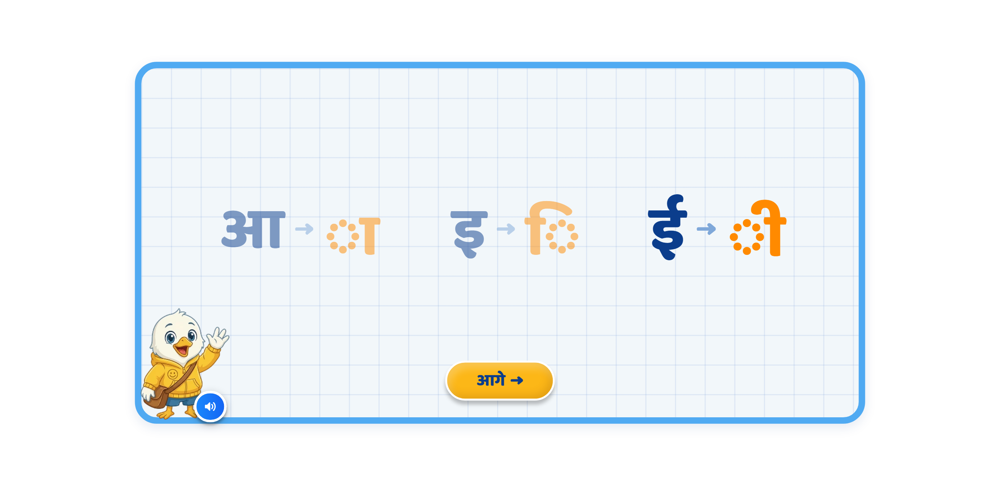 आ → ा इ → ि ई → ी
आगे →